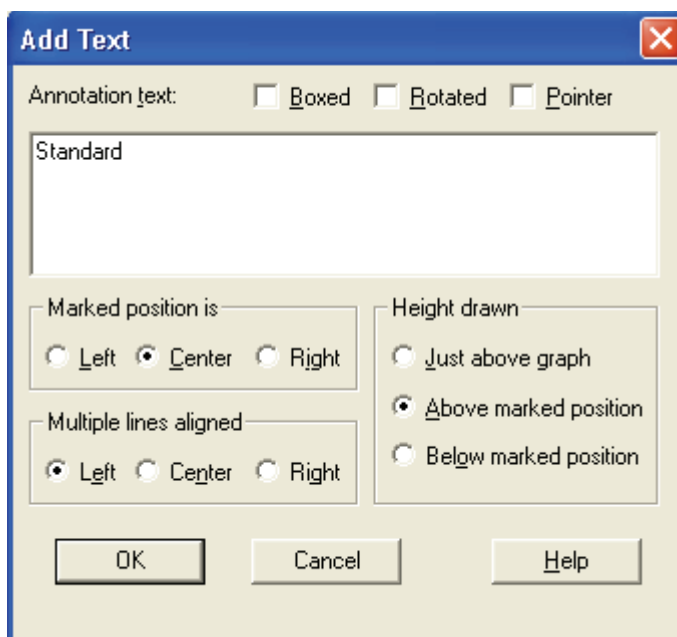 Add Text
Annotation text: Boxed Rotated Pointer
Standard
Marked position is
Left Center Right
Multiple lines aligned
Left Center Right
Height drawn
Just above graph
Above marked position
Below marked position
OK Cancel Help